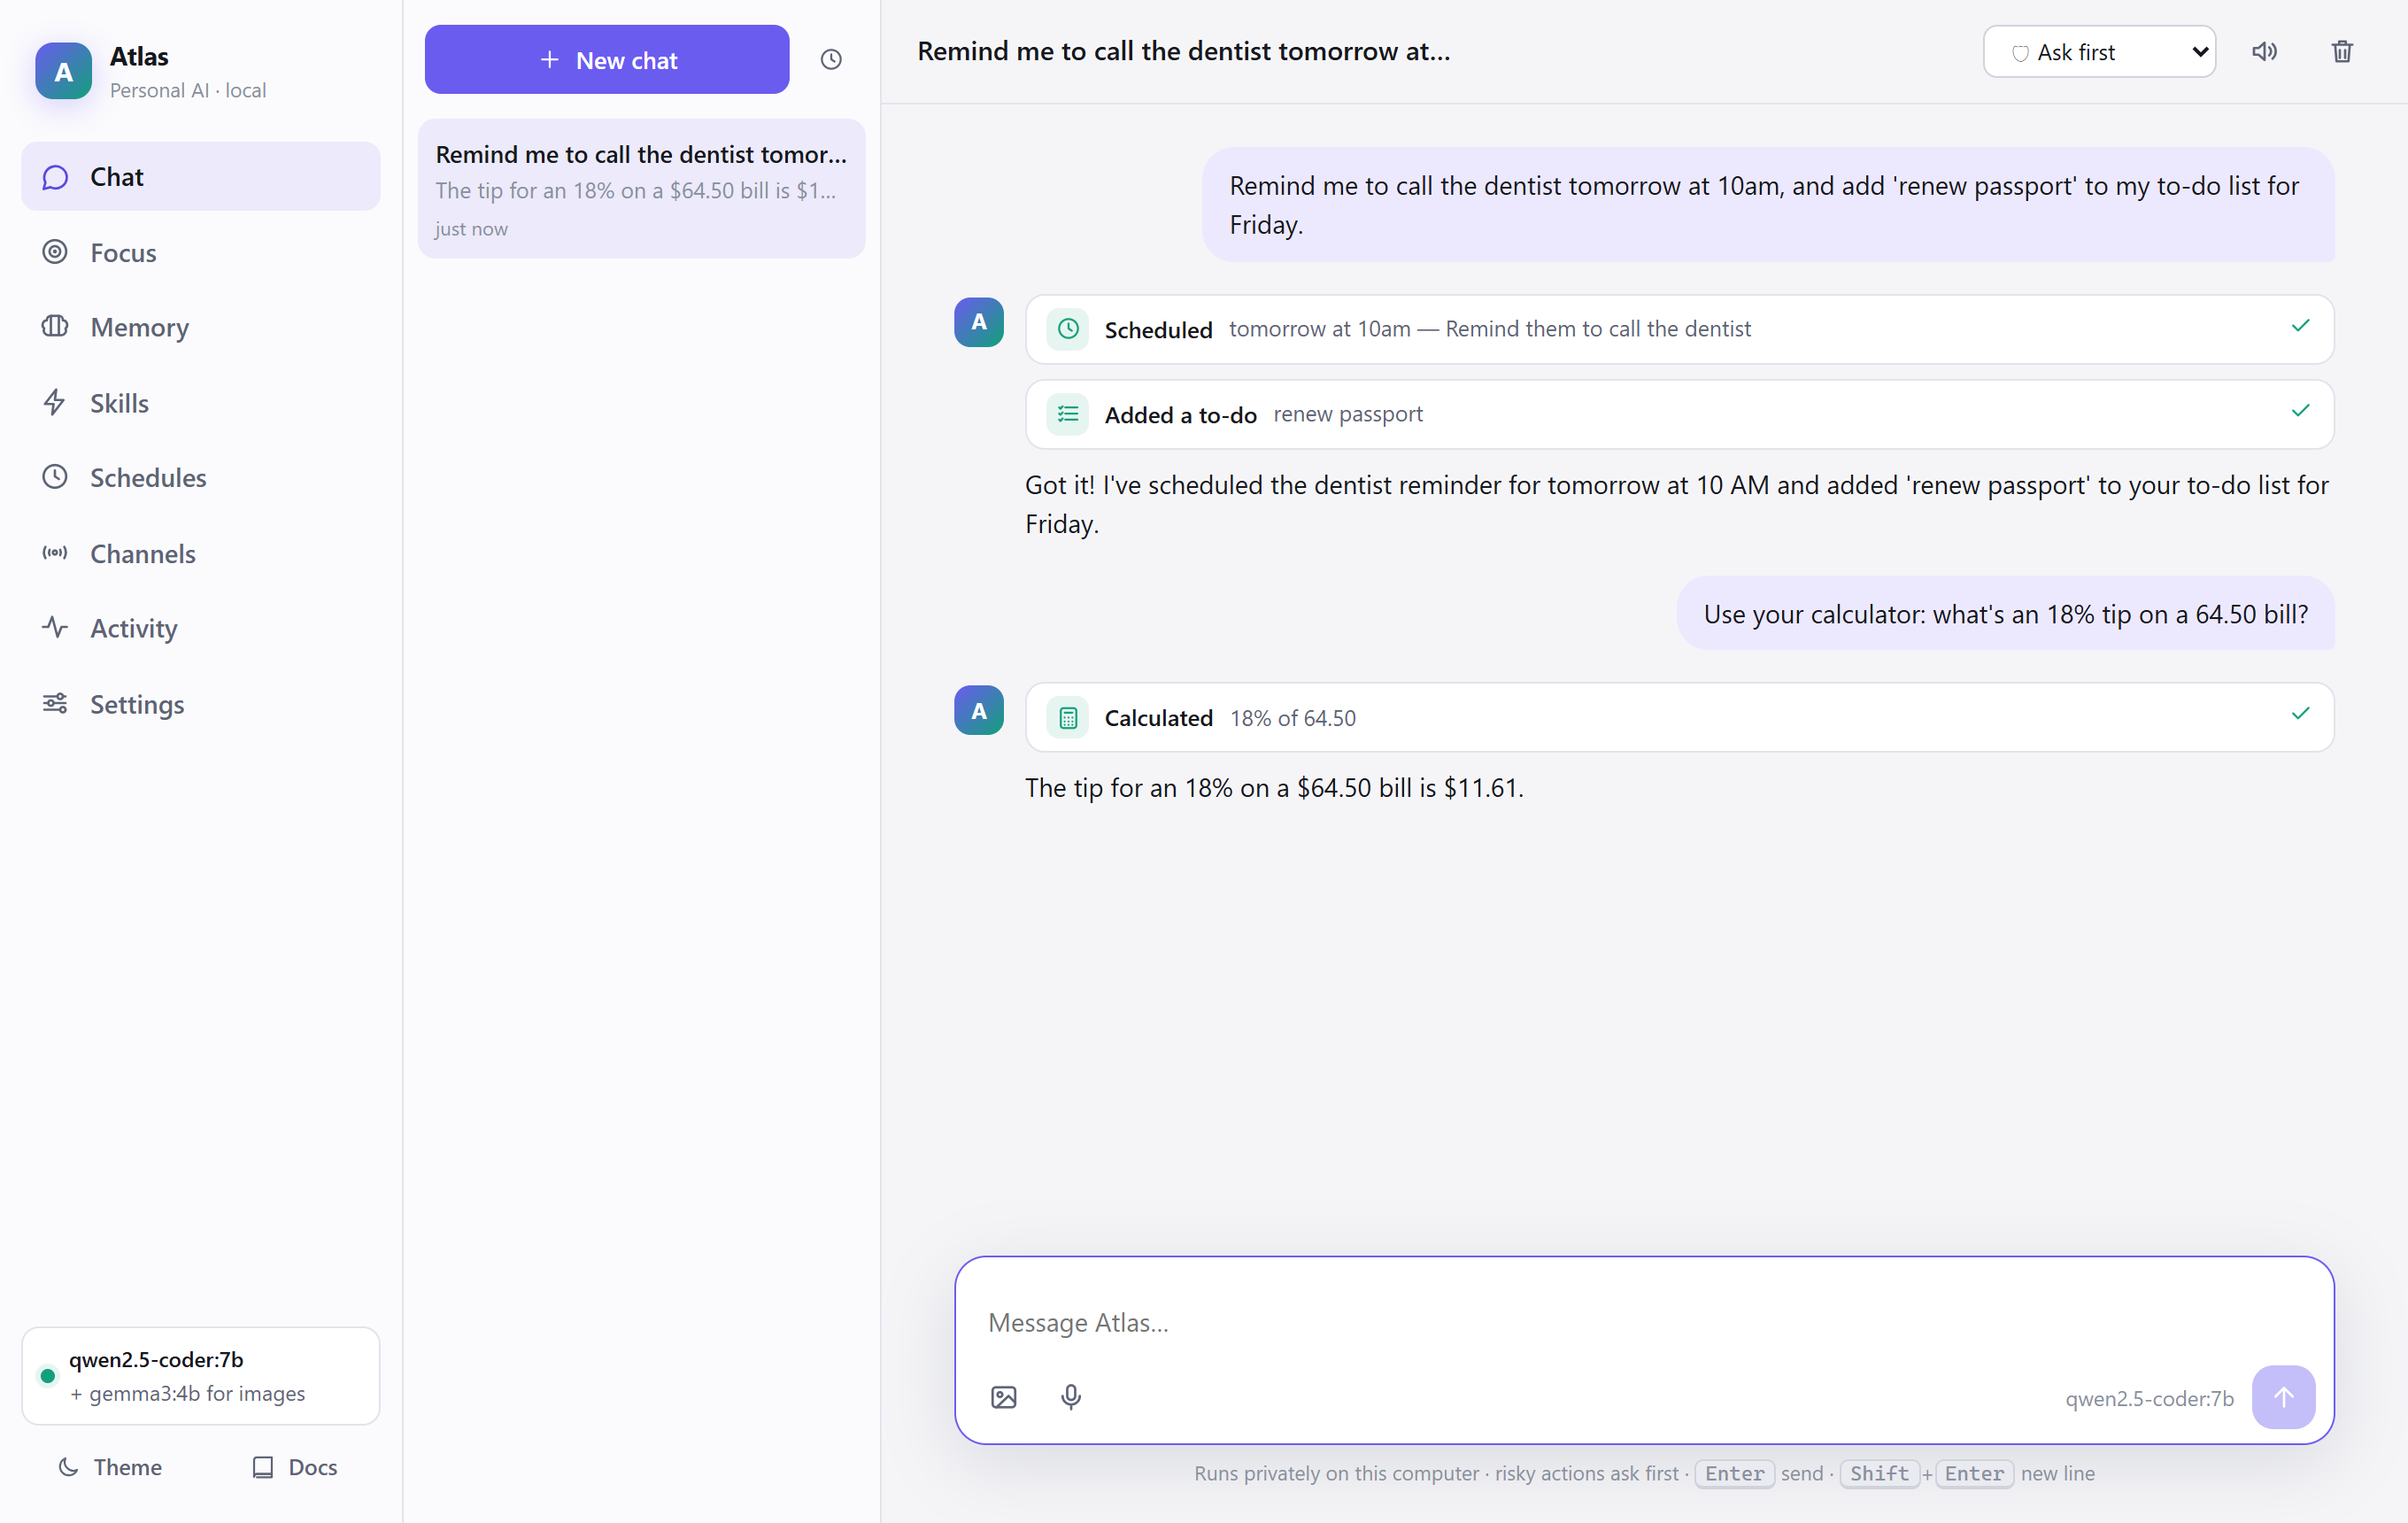 A
Atlas
Personal AI · local
Chat
Focus
Memory
Skills
Schedules
Channels
Activity
Settings
qwen2.5-coder:7b
+ gemma3:4b for images
Theme
Docs
+ New chat
Remind me to call the dentist tomor...
The tip for an 18% on a $64.50 bill is $1...
just now
Remind me to call the dentist tomorrow at...
Ask first
Remind me to call the dentist tomorrow at 10am, and add 'renew passport' to my to-do list for
Friday.
A
Scheduled tomorrow at 10am — Remind them to call the dentist
Added a to-do renew passport
Got it! I've scheduled the dentist reminder for tomorrow at 10 AM and added 'renew passport' to your to-do list for
Friday.
Use your calculator: what's an 18% tip on a 64.50 bill?
A
Calculated 18% of 64.50
The tip for an 18% on a $64.50 bill is $11.61.
Message Atlas...
qwen2.5-coder:7b
Runs privately on this computer · risky actions ask first · Enter send · Shift+Enter new line